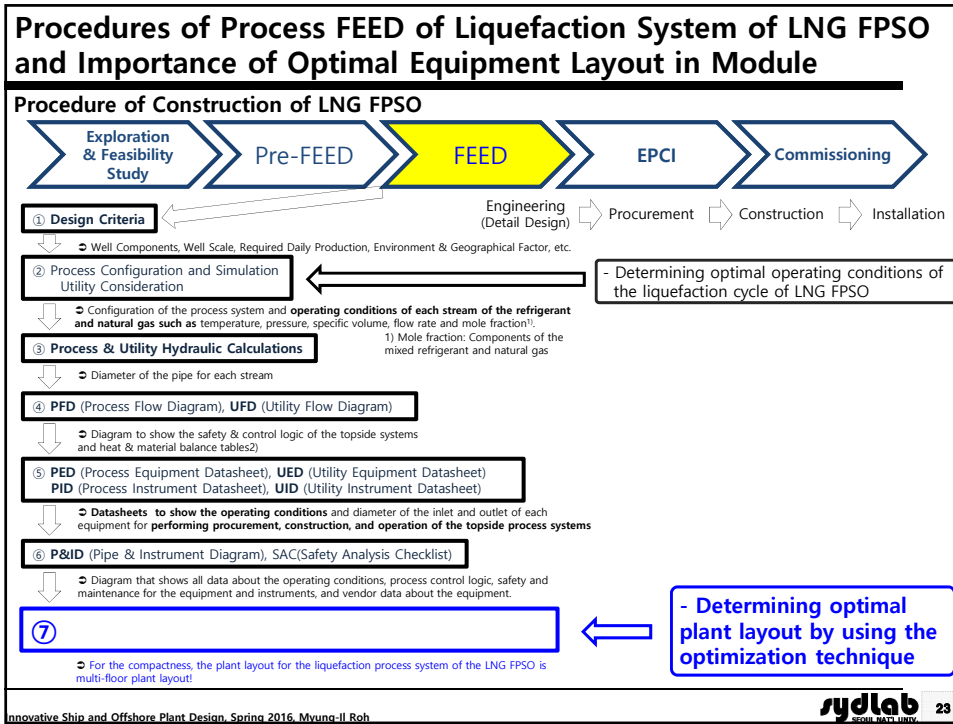 Procedures of Process FEED of Liquefaction System of LNG FPSO
and Importance of Optimal Equipment Layout in Module
Procedure of Construction of LNG FPSO
Exploration
& Feasibility
Study
Pre-FEED
FEED
EPCI
Commissioning
Engineering
(Detail Design)
Procurement
Construction
Installation
① Design Criteria
➲ Well Components, Well Scale, Required Daily Production, Environment & Geographical Factor, etc.
② Process Configuration and Simulation
Utility Consideration
- Determining optimal operating conditions of
the liquefaction cycle of LNG FPSO
➲ Configuration of the process system and operating conditions of each stream of the refrigerant
and natural gas such as temperature, pressure, specific volume, flow rate and mole fraction1).
1) Mole fraction: Components of the
mixed refrigerant and natural gas
③ Process & Utility Hydraulic Calculations
➲ Diameter of the pipe for each stream
④ PFD (Process Flow Diagram), UFD (Utility Flow Diagram)
➲ Diagram to show the safety & control logic of the topside systems
and heat & material balance tables2)
⑤ PED (Process Equipment Datasheet), UED (Utility Equipment Datasheet)
PID (Process Instrument Datasheet), UID (Utility Instrument Datasheet)
➲ Datasheets to show the operating conditions and diameter of the inlet and outlet of each
equipment for performing procurement, construction, and operation of the topside process systems
⑥ P&ID (Pipe & Instrument Diagram), SAC(Safety Analysis Checklist)
➲ Diagram that shows all data about the operating conditions, process control logic, safety and
maintenance for the equipment and instruments, and vendor data about the equipment.
⑦
- Determining optimal
plant layout by using the
optimization technique
➲ For the compactness, the plant layout for the liquefaction process system of the LNG FPSO is
multi-floor plant layout!
nnovative Ship and Offshore Plant Design, Spring 2016, Myung-Il Roh
sydlab
SEOUL NAT'L UNIV.
23